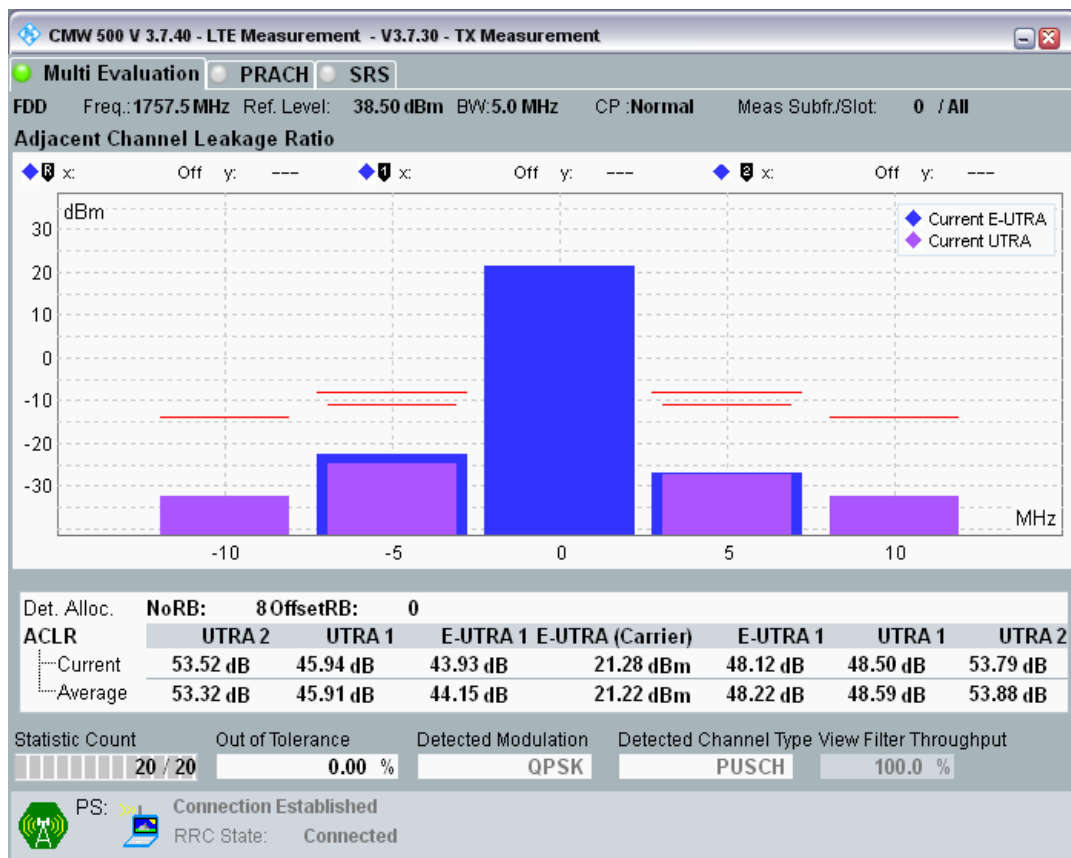 CMW 500 V 3.7.40 - LTE Measurement - V3.7.30 - TX Measurement
Multi Evaluation PRACH SRS
FDD Freq.:1757.5 MHz Ref. Level: 38.50 dBm BW:5.0 MHz CP :Normal Meas Subfr./Slot: 0 / All
Adjacent Channel Leakage Ratio
R x: Off y: --- 1 x: Off y: --- 2 x: Off y: ---
dBm
Current E-UTRA
Current UTRA
30
20
10
0
-10
-20
-30
MHz
-10 -5 0 5 10
Det. Alloc. NoRB: 8 OffsetRB: 0
ACLR UTRA 2 UTRA 1 E-UTRA 1 E-UTRA (Carrier) E-UTRA 1 UTRA 1 UTRA 2
Current 53.52 dB 45.94 dB 43.93 dB 21.28 dBm 48.12 dB 48.50 dB 53.79 dB
Average 53.32 dB 45.91 dB 44.15 dB 21.22 dBm 48.22 dB 48.59 dB 53.88 dB
Statistic Count Out of Tolerance Detected Modulation Detected Channel Type View Filter Throughput
20 / 20 0.00 % QPSK PUSCH 100.0 %
PS: Connection Established
RRC State: Connected